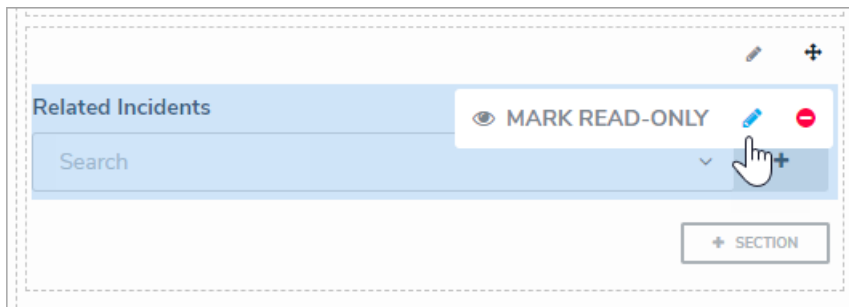 Related Incidents
MARK READ-ONLY
Search
+ SECTION